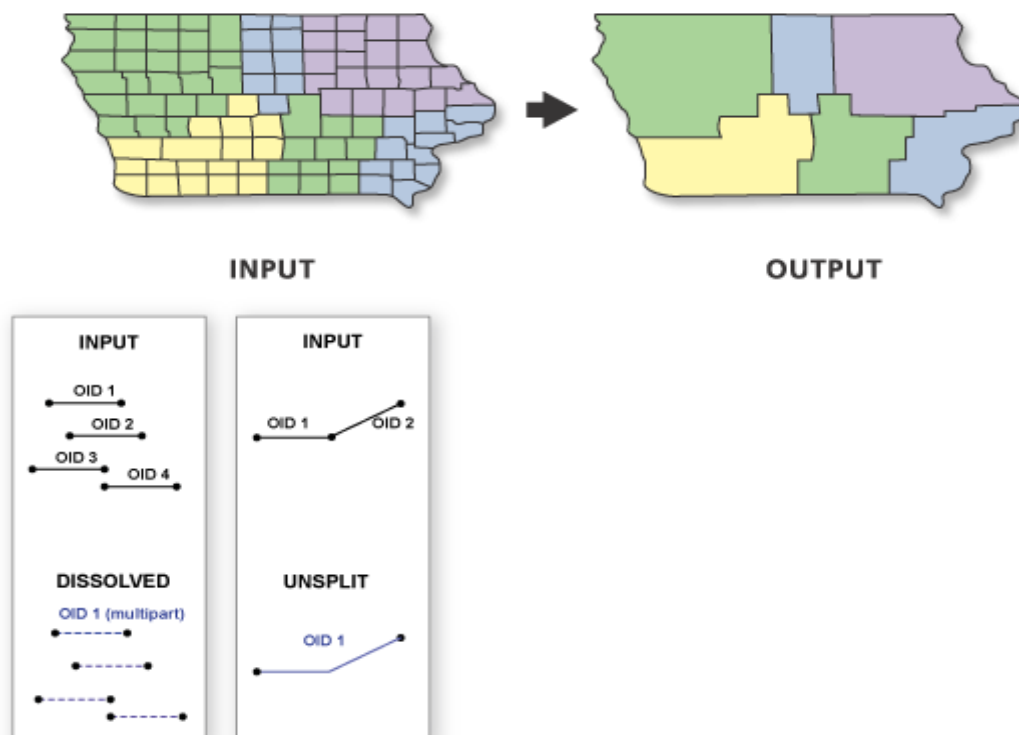 INPUT
OUTPUT
INPUT
OID 1
OID 2
OID 3
OID 4
DISSOLVED
OID 1 (multipart)
INPUT
OID 1
OID 2
UNSPLIT
OID 1